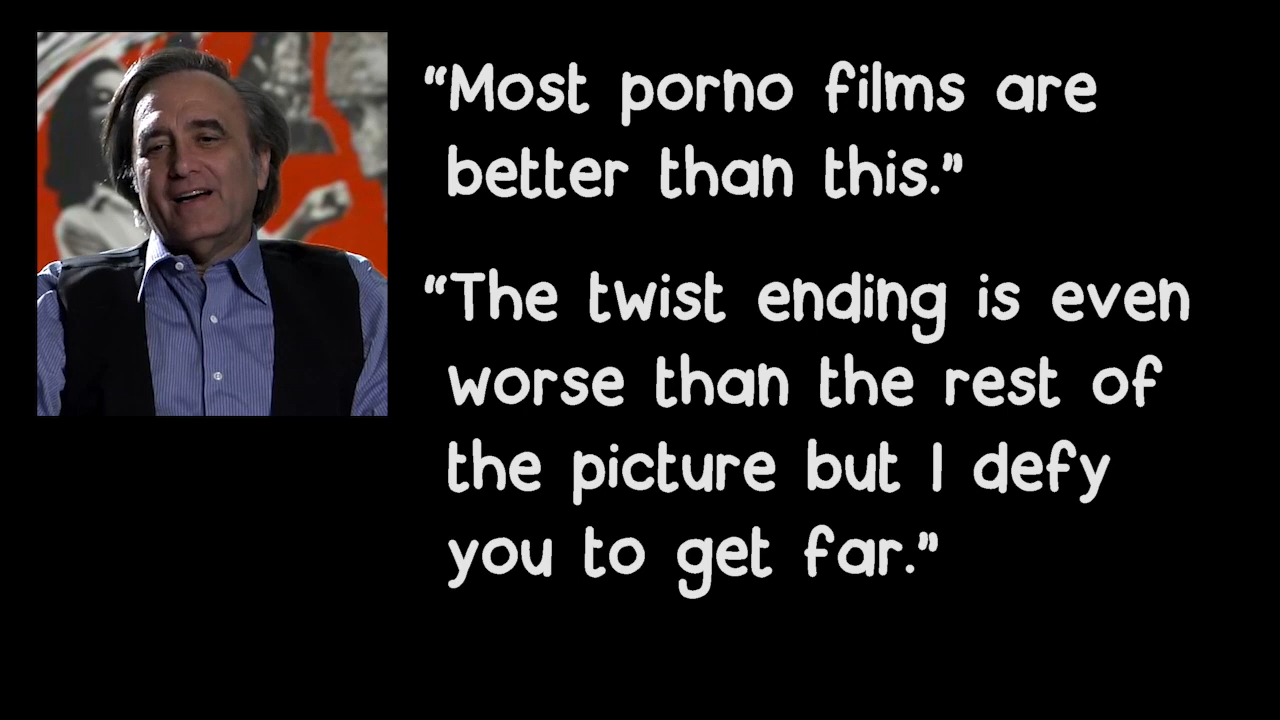 “Most porno films are
better than this.”
“The twist ending is even
worse than the rest of
the picture but I defy
you to get far.”